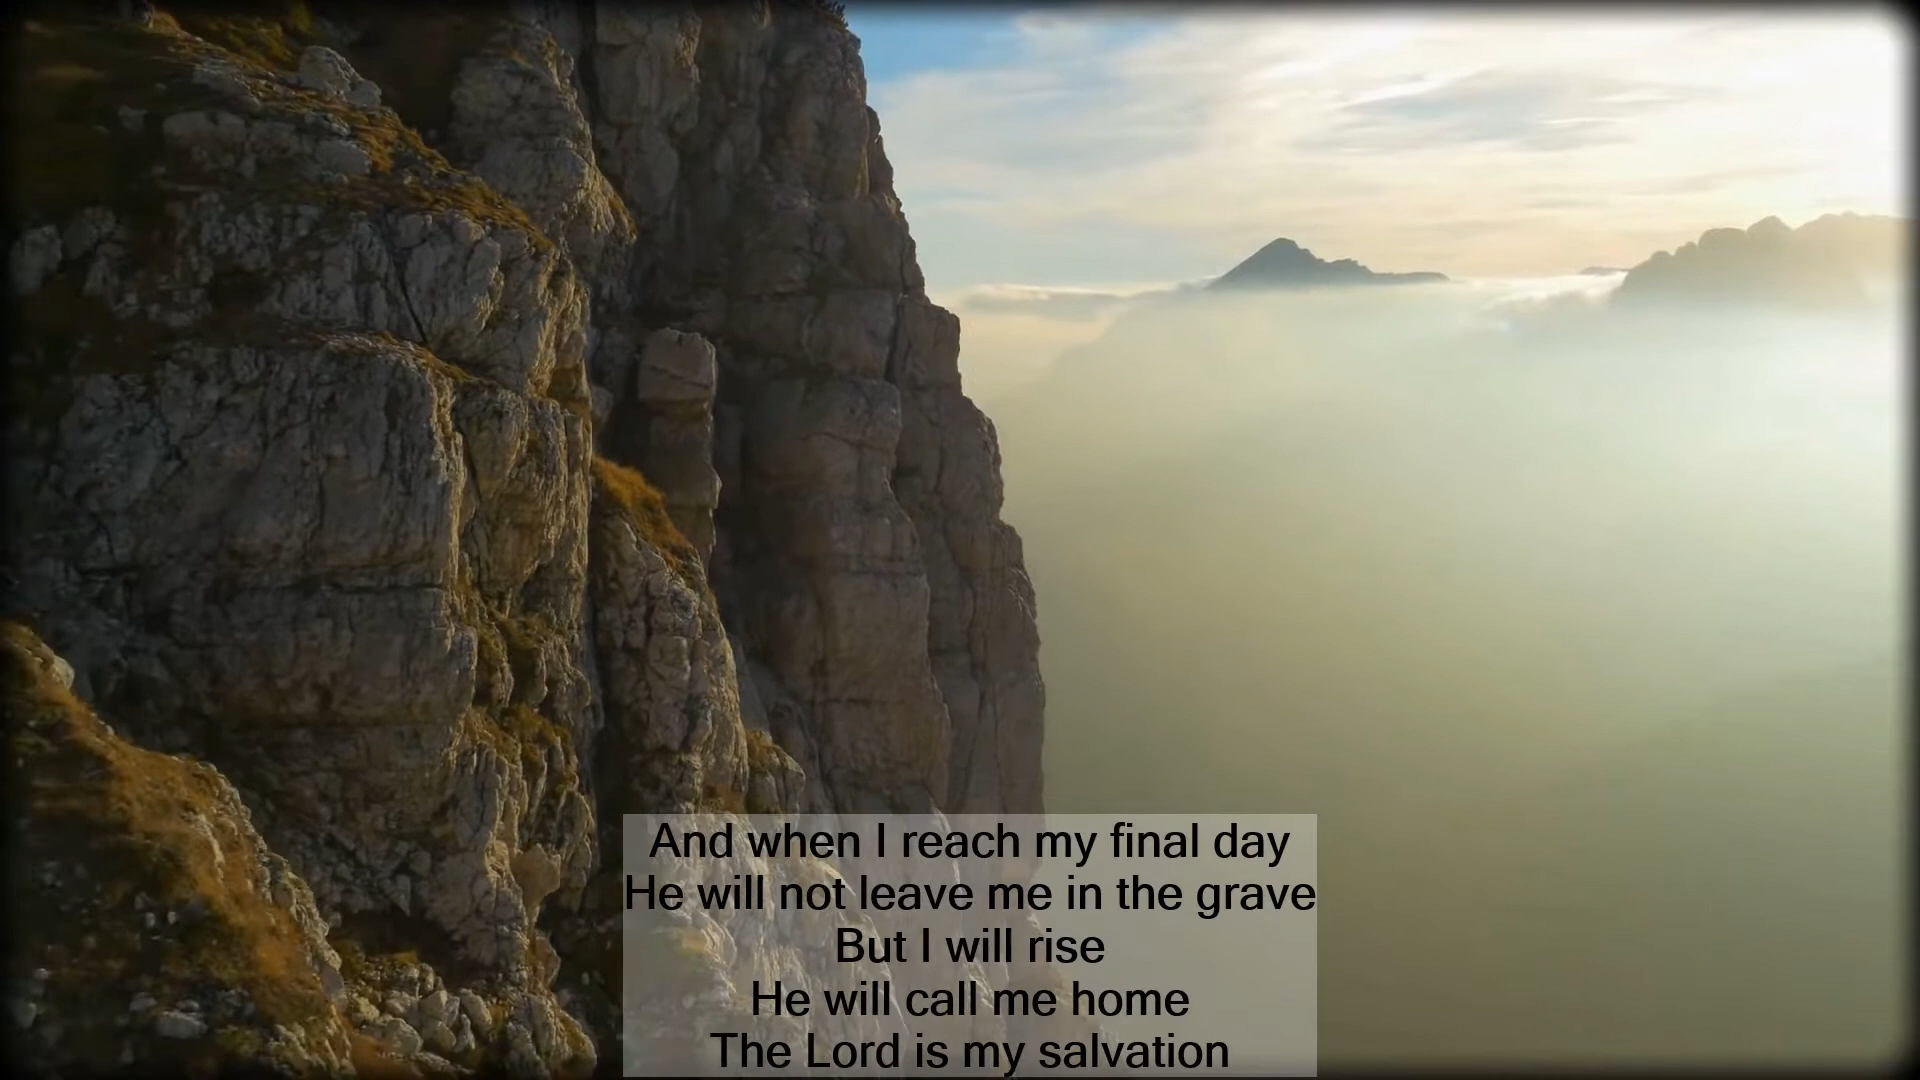 And when I reach my final day
He will not leave me in the grave
But I will rise
He will call me home
The Lord is my salvation